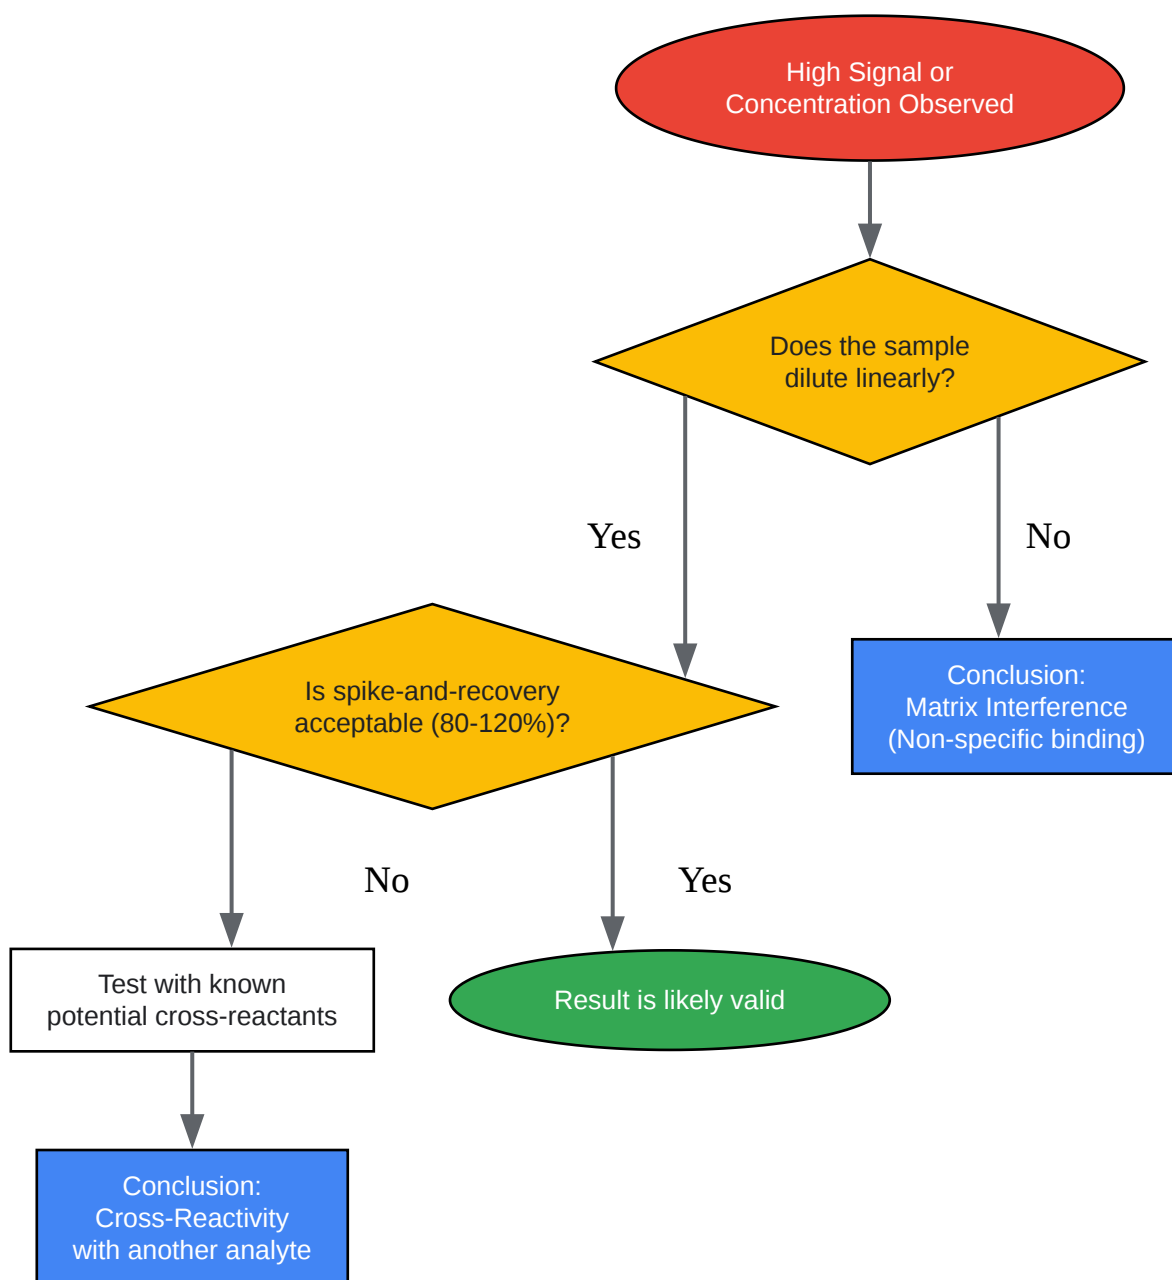 High Signal or
Concentration Observed
Does the sample
dilute linearly?
Yes
No
Is spike-and-recovery
acceptable (80-120%)?
Conclusion:
Matrix Interference
(Non-specific binding)
No
Yes
Test with known
potential cross-reactants
Result is likely valid
Conclusion:
Cross-Reactivity
with another analyte